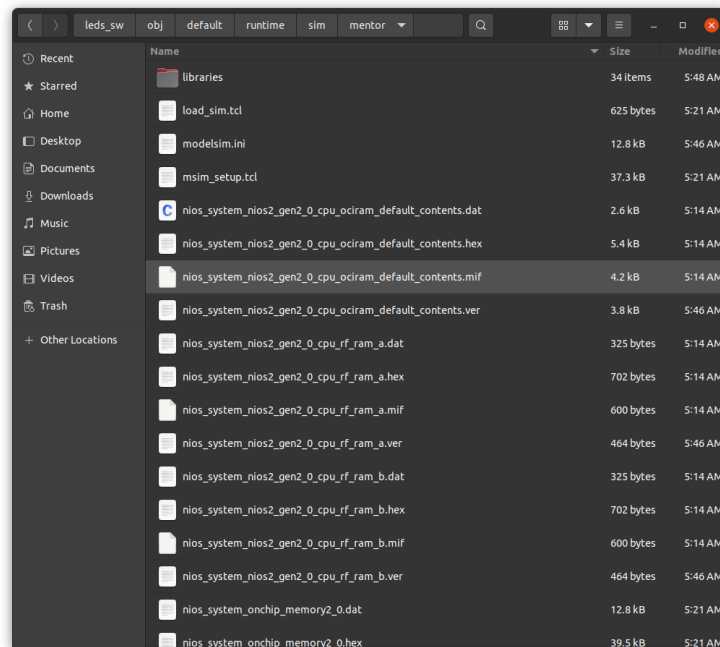 leds_sw obj default runtime sim mentor
Name Size Modified
Recent
Starred
Home
Desktop
Documents
Downloads
Music
Pictures
Videos
Trash
+ Other Locations
libraries 34 items 5:48 AM
load_sim.tcl 625 bytes 5:21 AM
modelsim.ini 12.8 kB 5:46 AM
msim_setup.tcl 37.3 kB 5:21 AM
C nios_system_nios2_gen2_0_cpu_ociram_default_contents.dat 2.6 kB 5:14 AM
nios_system_nios2_gen2_0_cpu_ociram_default_contents.hex 5.4 kB 5:14 AM
nios_system_nios2_gen2_0_cpu_ociram_default_contents.mif 4.2 kB 5:14 AM
nios_system_nios2_gen2_0_cpu_ociram_default_contents.ver 3.8 kB 5:46 AM
nios_system_nios2_gen2_0_cpu_rf_ram_a.dat 325 bytes 5:14 AM
nios_system_nios2_gen2_0_cpu_rf_ram_a.hex 702 bytes 5:14 AM
nios_system_nios2_gen2_0_cpu_rf_ram_a.mif 600 bytes 5:14 AM
nios_system_nios2_gen2_0_cpu_rf_ram_a.ver 464 bytes 5:46 AM
nios_system_nios2_gen2_0_cpu_rf_ram_b.dat 325 bytes 5:14 AM
nios_system_nios2_gen2_0_cpu_rf_ram_b.hex 702 bytes 5:14 AM
nios_system_nios2_gen2_0_cpu_rf_ram_b.mif 600 bytes 5:14 AM
nios_system_nios2_gen2_0_cpu_rf_ram_b.ver 464 bytes 5:46 AM
nios_system_onchip_memory2_0.dat 12.8 kB 5:21 AM
nios_system_onchip_memory2_0.hex 39.5 kB 5:21 AM